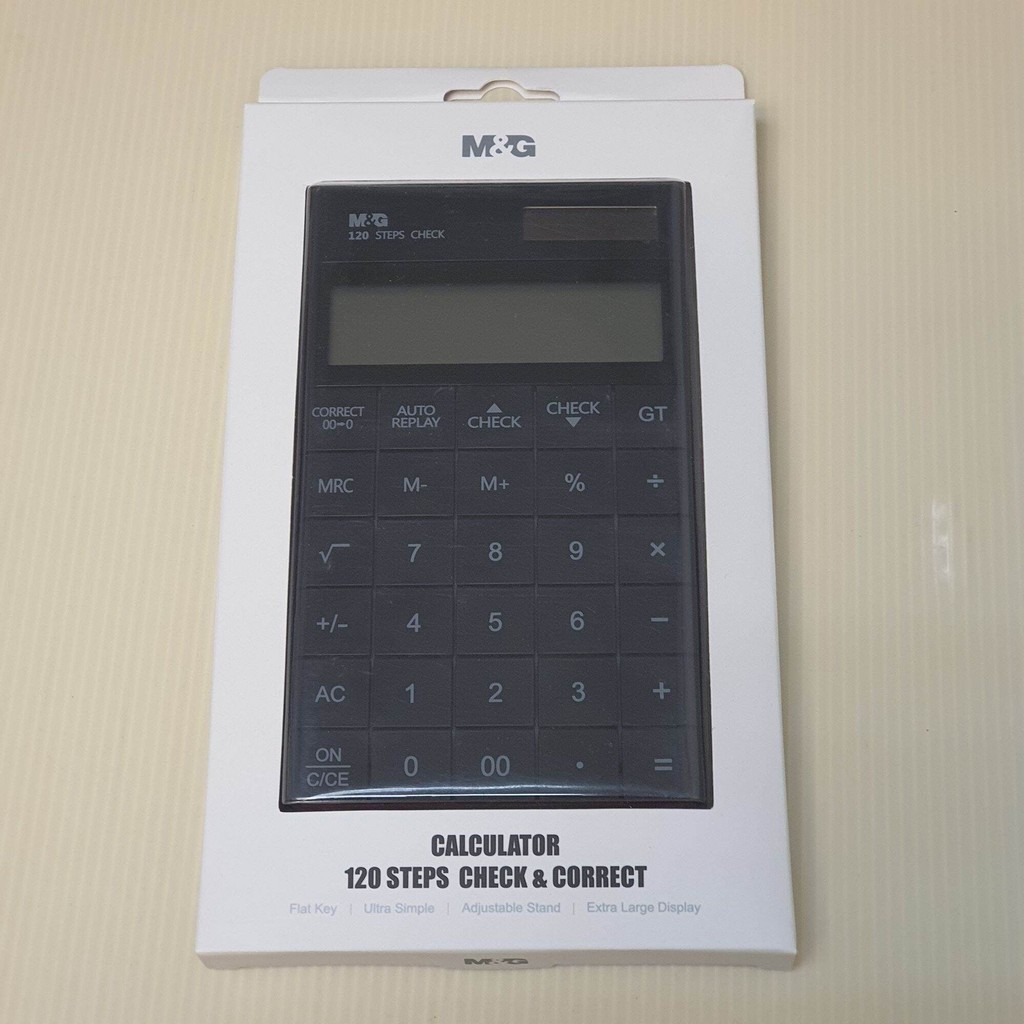 M&G
M&G
120 STEPS CHECK
CORRECT AUTO REPLAY ▲ CHECK CHECK ▼ GT
00➡0
MRC M- M+ % ÷
√ 7 8 9 ×
+/- 4 5 6 −
AC 1 2 3 +
ON
C/CE 0 00 . =
CALCULATOR
120 STEPS CHECK & CORRECT
Flat Key | Ultra Simple | Adjustable Stand | Extra Large Display
M&G